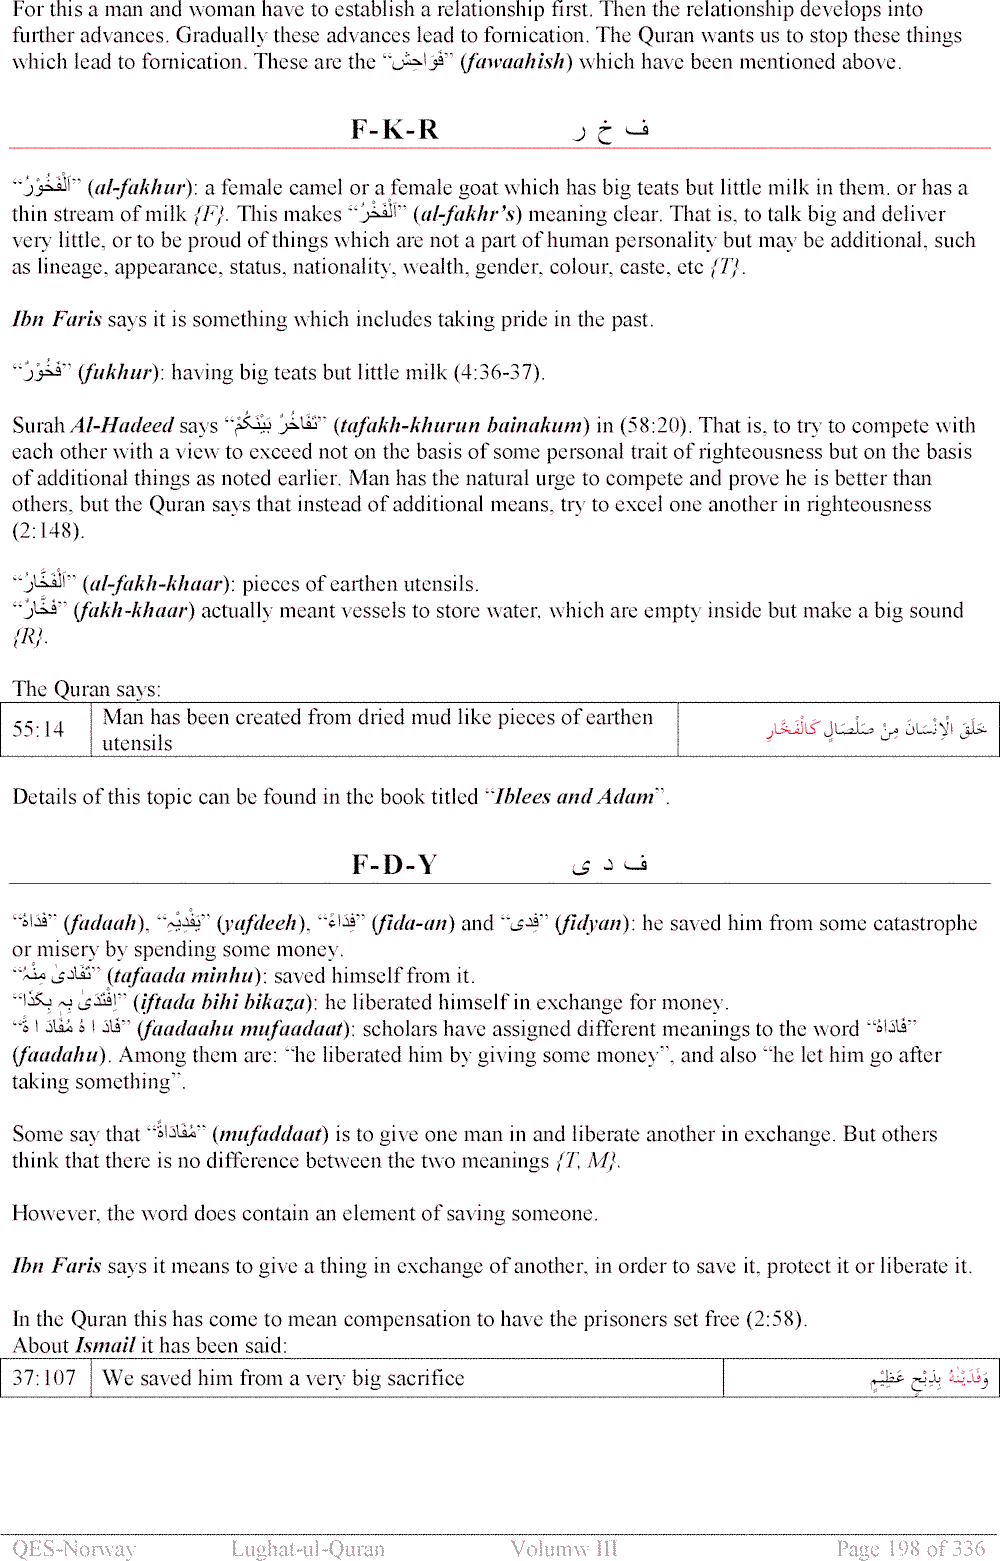 For this a man and woman have to establish a relationship first. Then the relationship develops into
further advances. Gradually these advances lead to fornication. The Quran wants us to stop these things
which lead to fornication. These are the “فَوَاحِشَ” (fawaahish) which have been mentioned above.
F-K-R ف خ ر
“اَلْفَخُوْرُ” (al-fakhur): a female camel or a female goat which has big teats but little milk in them. or has a
thin stream of milk {F}. This makes “اَلْفَخْرُ” (al-fakhr’s) meaning clear. That is, to talk big and deliver
very little, or to be proud of things which are not a part of human personality but may be additional, such
as lineage, appearance, status, nationality, wealth, gender, colour, caste, etc {T}.
Ibn Faris says it is something which includes taking pride in the past.
“فَخُوْرٌ” (fukhur): having big teats but little milk (4:36-37).
Surah Al-Hadeed says “تَفَاخُرٌ بَيْنَكُمْ” (tafakh-khurun bainakum) in (58:20). That is, to try to compete with
each other with a view to exceed not on the basis of some personal trait of righteousness but on the basis
of additional things as noted earlier. Man has the natural urge to compete and prove he is better than
others, but the Quran says that instead of additional means, try to excel one another in righteousness
(2:148).
“اَلْفَخَّارُ” (al-fakh-khaar): pieces of earthen utensils.
“فَخَّارٌ” (fakh-khaar) actually meant vessels to store water, which are empty inside but make a big sound
{R}.
The Quran says:
55:14 Man has been created from dried mud like pieces of earthen خَلَقَ الْاِنْسَانَ مِنْ صَلْصَالٍ كَالْفَخَّارِ
utensils
Details of this topic can be found in the book titled “Iblees and Adam”.
F-D-Y ف د ى
“فَدَاهُ” (fadaah), “يَفْدِيْہِ” (yafdeeh), “فِدَاءً” (fida-an) and “فِدى” (fidyan): he saved him from some catastrophe
or misery by spending some money.
“تَفَادىٰ مِنْہُ” (tafaada minhu): saved himself from it.
“اِفْتَدىٰ بِہٖ بِكَذَا” (iftada bihi bikaza): he liberated himself in exchange for money.
“فَادَ ا هُ مُفَادَ ا ةً” (faadaahu mufaadaat): scholars have assigned different meanings to the word “فَادَاهُ”
(faadahu). Among them are: “he liberated him by giving some money”, and also “he let him go after
taking something”.
Some say that “مُفَادَاةٌ” (mufaddaat) is to give one man in and liberate another in exchange. But others
think that there is no difference between the two meanings {T, M}.
However, the word does contain an element of saving someone.
Ibn Faris says it means to give a thing in exchange of another, in order to save it, protect it or liberate it.
In the Quran this has come to mean compensation to have the prisoners set free (2:58).
About Ismail it has been said:
37:107 We saved him from a very big sacrifice وَفَدَيْنٰهُ بِذِبْحٍ عَظِيْمٍ
QES-Norway Lughat-ul-Quran Volumw III Page 198 of 336